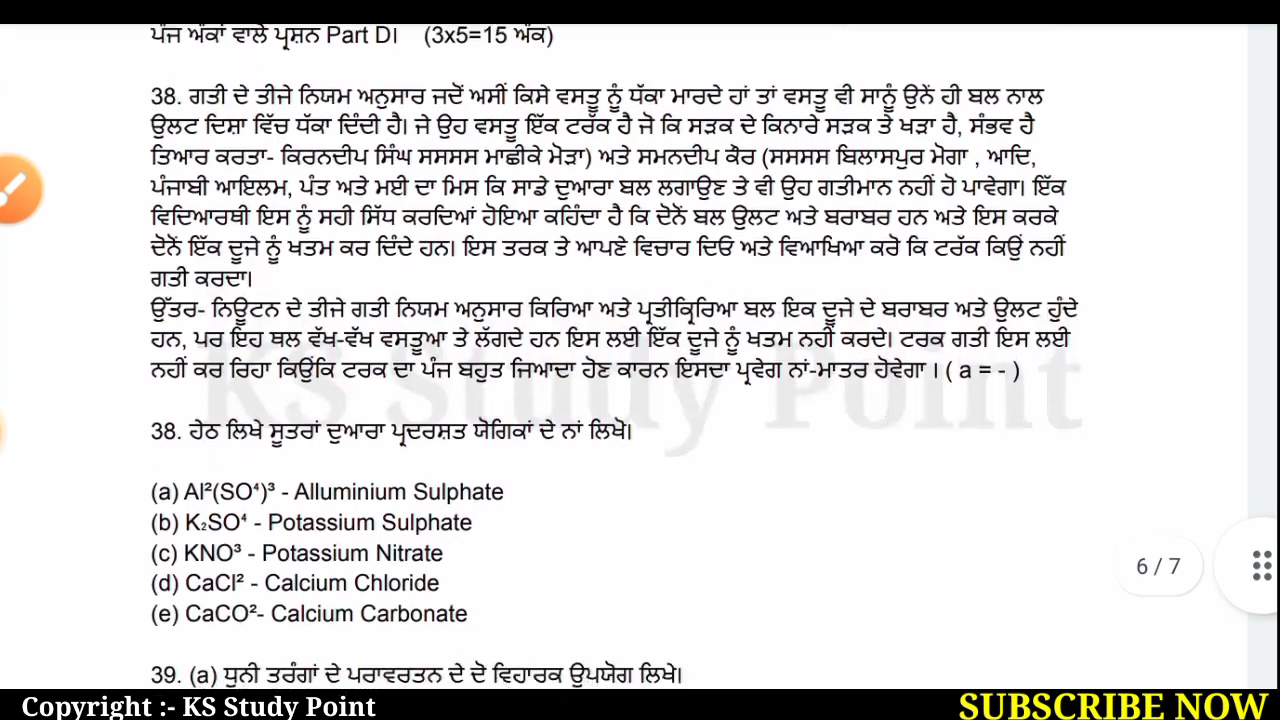 ਪੰਜ ਅੰਕਾਂ ਵਾਲੇ ਪ੍ਰਸ਼ਨ Part D। (3x5=15 ਅੰਕ)
38. ਗਤੀ ਦੇ ਤੀਜੇ ਨਿਯਮ ਅਨੁਸਾਰ ਜਦੋਂ ਅਸੀਂ ਕਿਸੇ ਵਸਤੂ ਨੂੰ ਧੱਕਾ ਮਾਰਦੇ ਹਾਂ ਤਾਂ ਵਸਤੂ ਵੀ ਸਾਨੂੰ ਉਨੇਂ ਹੀ ਬਲ ਨਾਲ
ਉਲਟ ਦਿਸ਼ਾ ਵਿੱਚ ਧੱਕਾ ਦਿੰਦੀ ਹੈ। ਜੇ ਉਹ ਵਸਤੂ ਇੱਕ ਟਰੱਕ ਹੈ ਜੋ ਕਿ ਸੜਕ ਦੇ ਕਿਨਾਰੇ ਸੜਕ ਤੇ ਖੜਾ ਹੈ, ਸੰਭਵ ਹੈ
ਤਿਆਰ ਕਰਤਾ- ਕਿਰਨਦੀਪ ਸਿੰਘ ਸਸਸਸ ਮਾਛੀਕੇ ਮੋੜਾ) ਅਤੇ ਸਮਨਦੀਪ ਕੌਰ (ਸਸਸਸ ਬਿਲਾਸਪੁਰ ਮੋਗਾ , ਆਦਿ,
ਪੰਜਾਬੀ ਆਇਲਮ, ਪੰਤ ਅਤੇ ਮਈ ਦਾ ਮਿਸ ਕਿ ਸਾਡੇ ਦੁਆਰਾ ਬਲ ਲਗਾਉਣ ਤੇ ਵੀ ਉਹ ਗਤੀਮਾਨ ਨਹੀਂ ਹੋ ਪਾਵੇਗਾ। ਇੱਕ
ਵਿਦਿਆਰਥੀ ਇਸ ਨੂੰ ਸਹੀ ਸਿੱਧ ਕਰਦਿਆਂ ਹੋਇਆ ਕਹਿੰਦਾ ਹੈ ਕਿ ਦੋਨੋਂ ਬਲ ਉਲਟ ਅਤੇ ਬਰਾਬਰ ਹਨ ਅਤੇ ਇਸ ਕਰਕੇ
ਦੋਨੋਂ ਇੱਕ ਦੂਜੇ ਨੂੰ ਖਤਮ ਕਰ ਦਿੰਦੇ ਹਨ। ਇਸ ਤਰਕ ਤੇ ਆਪਣੇ ਵਿਚਾਰ ਦਿਓ ਅਤੇ ਵਿਆਖਿਆ ਕਰੋ ਕਿ ਟਰੱਕ ਕਿਉਂ ਨਹੀਂ
ਗਤੀ ਕਰਦਾ।
ਉੱਤਰ- ਨਿਊਟਨ ਦੇ ਤੀਜੇ ਗਤੀ ਨਿਯਮ ਅਨੁਸਾਰ ਕਿਰਿਆ ਅਤੇ ਪ੍ਰਤੀਕ੍ਰਿਰਿਆ ਬਲ ਇਕ ਦੂਜੇ ਦੇ ਬਰਾਬਰ ਅਤੇ ਉਲਟ ਹੁੰਦੇ
ਹਨ, ਪਰ ਇਹ ਥਲ ਵੱਖ-ਵੱਖ ਵਸਤੂਆ ਤੇ ਲੱਗਦੇ ਹਨ ਇਸ ਲਈ ਇੱਕ ਦੂਜੇ ਨੂੰ ਖਤਮ ਨਹੀਂ ਕਰਦੇ। ਟਰਕ ਗਤੀ ਇਸ ਲਈ
ਨਹੀਂ ਕਰ ਰਿਹਾ ਕਿਉਂਕਿ ਟਰਕ ਦਾ ਪੰਜ ਬਹੁਤ ਜਿਆਦਾ ਹੋਣ ਕਾਰਨ ਇਸਦਾ ਪ੍ਰਵੇਗ ਨਾਂ-ਮਾਤਰ ਹੋਵੇਗਾ । ( a = - )
KS Study Point
38. ਹੇਠ ਲਿਖੇ ਸੂਤਰਾਂ ਦੁਆਰਾ ਪ੍ਰਦਰਸ਼ਤ ਯੋਗਿਕਾਂ ਦੇ ਨਾਂ ਲਿਖੋ।
(a) Al²(SO⁴)³ - Alluminium Sulphate
(b) K₂SO⁴ - Potassium Sulphate
(c) KNO³ - Potassium Nitrate
(d) CaCl² - Calcium Chloride
(e) CaCO²- Calcium Carbonate
6 / 7
39. (a) ਧੁਨੀ ਤਰੰਗਾਂ ਦੇ ਪਰਾਵਰਤਨ ਦੇ ਦੋ ਵਿਹਾਰਕ ਉਪਯੋਗ ਲਿਖੋ।
Copyright :- KS Study Point
SUBSCRIBE NOW